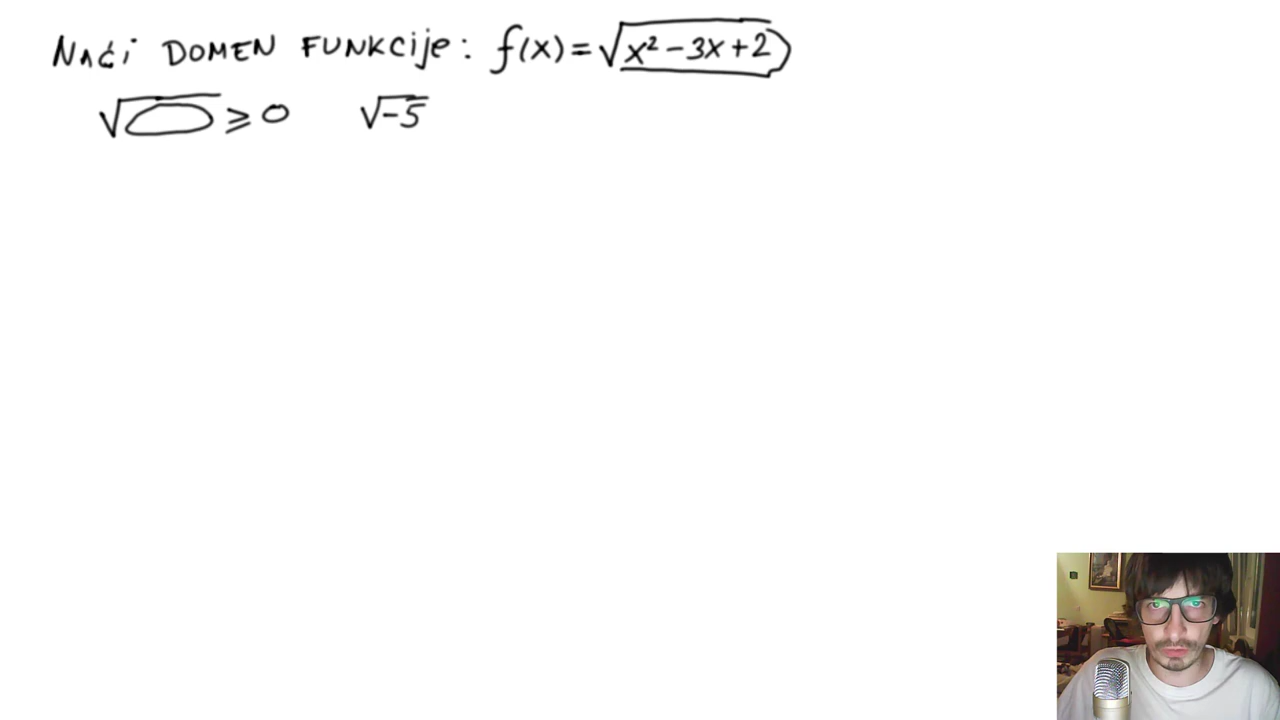 Naći DOMEN FUNKCije: f(x) = √(x² - 3x + 2)
√ ≥ 0 √-5